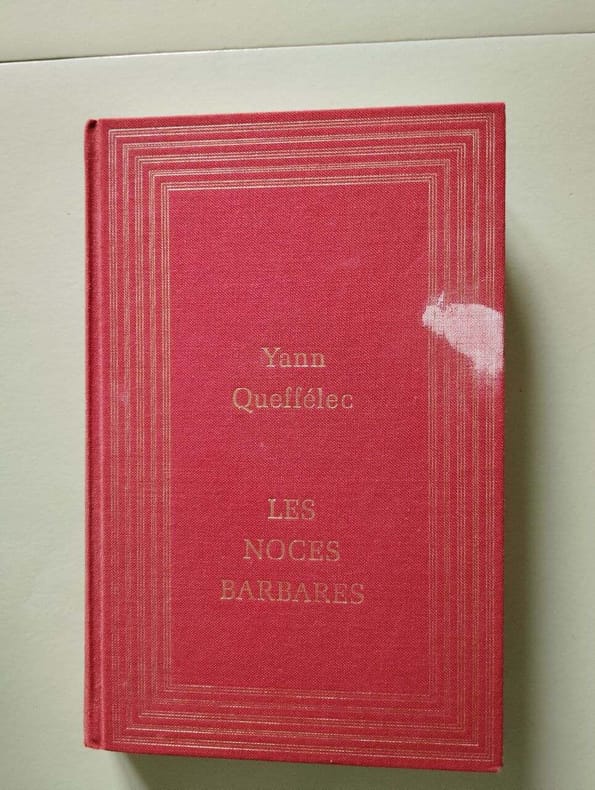 Yann
Queffélec
LES
NOCES
BARBARES